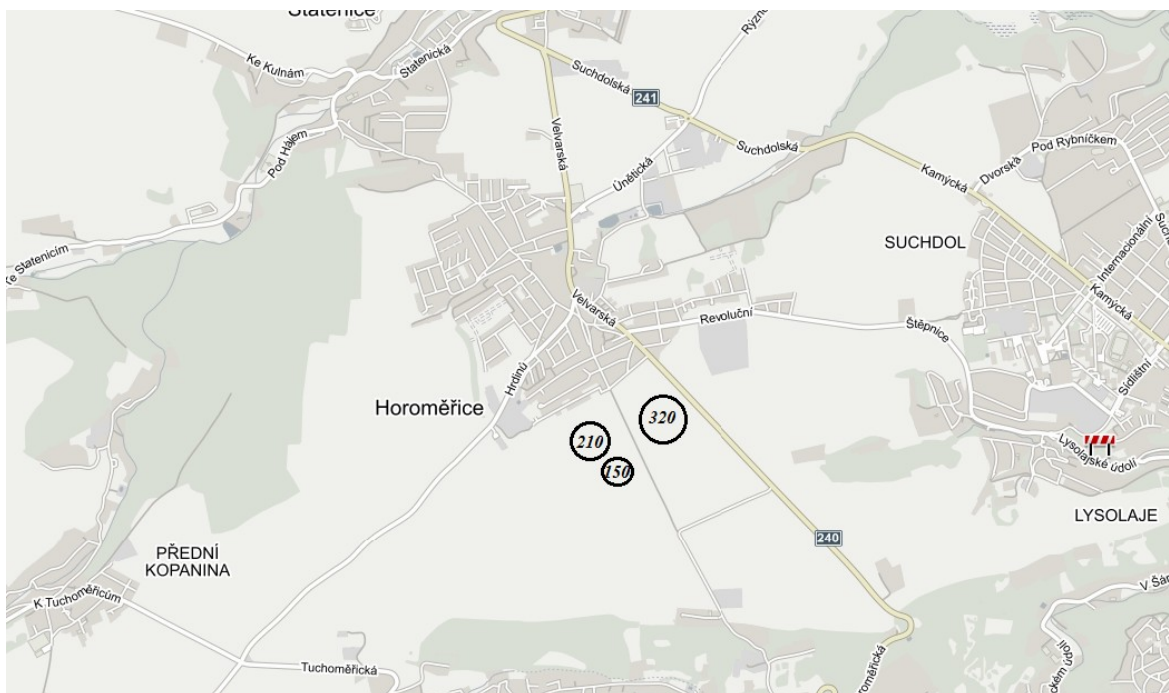 Statenice
Ke Kulnám
Statenická
Suchdolská
241
Velvarská
Pod Hájem
Únětická
Suchdolská
Kamýcká
Dvorská
Pod Rybníčkem
Internacionální
SUCHDOL
Ke Statenicím
Kamýcká
Velvarská
Revoluční
Štěpnice
Sídlištní
Hrdinů
Horoměřice
320
210
150
Lysolajské údolí
LYSOLAJE
240
PŘEDNÍ
KOPANINA
K Tuchoměřicům
Tuchoměřická